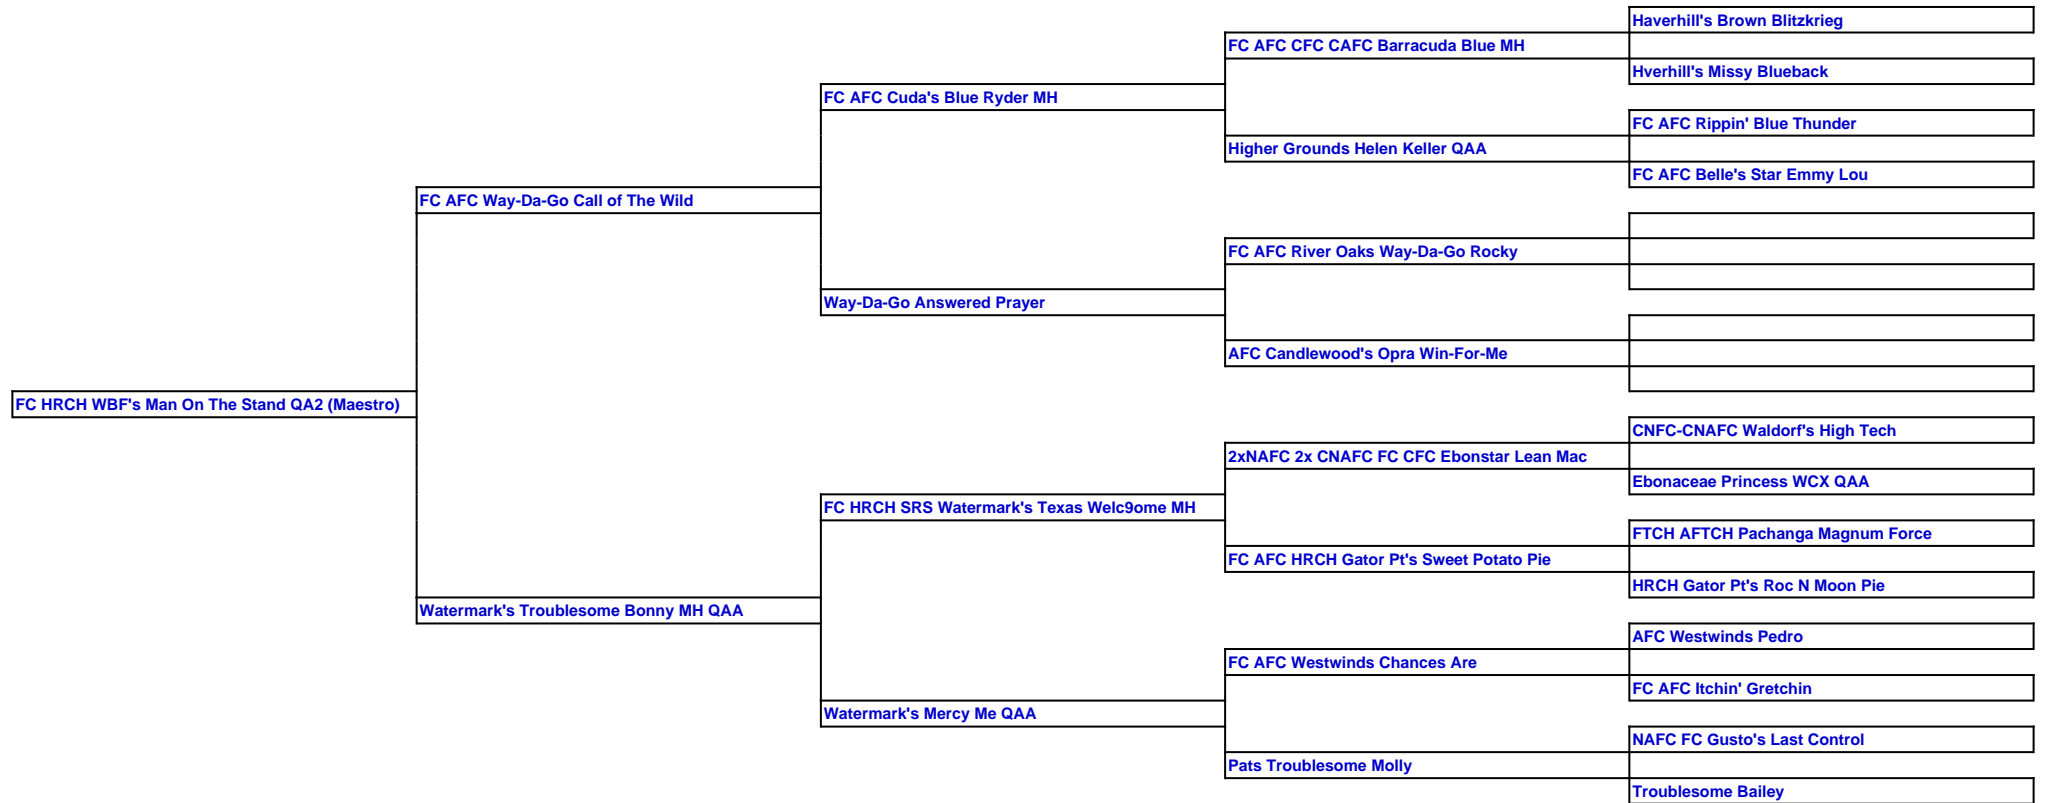 Haverhill's Brown Blitzkrieg
FC AFC CFC CAFC Barracuda Blue MH
Hverhill's Missy Blueback
FC AFC Cuda's Blue Ryder MH
FC AFC Rippin' Blue Thunder
Higher Grounds Helen Keller QAA
FC AFC Belle's Star Emmy Lou
FC AFC Way-Da-Go Call of The Wild
FC AFC River Oaks Way-Da-Go Rocky
Way-Da-Go Answered Prayer
AFC Candlewood's Opra Win-For-Me
FC HRCH WBF's Man On The Stand QA2 (Maestro)
CNFC-CNAFC Waldorf's High Tech
2xNAFC 2x CNAFC FC CFC Ebonstar Lean Mac
Ebonaceae Princess WCX QAA
FC HRCH SRS Watermark's Texas Welc9ome MH
FTCH AFTCH Pachanga Magnum Force
FC AFC HRCH Gator Pt's Sweet Potato Pie
HRCH Gator Pt's Roc N Moon Pie
Watermark's Troublesome Bonny MH QAA
AFC Westwinds Pedro
FC AFC Westwinds Chances Are
FC AFC Itchin' Gretchin
Watermark's Mercy Me QAA
NAFC FC Gusto's Last Control
Pats Troublesome Molly
Troublesome Bailey